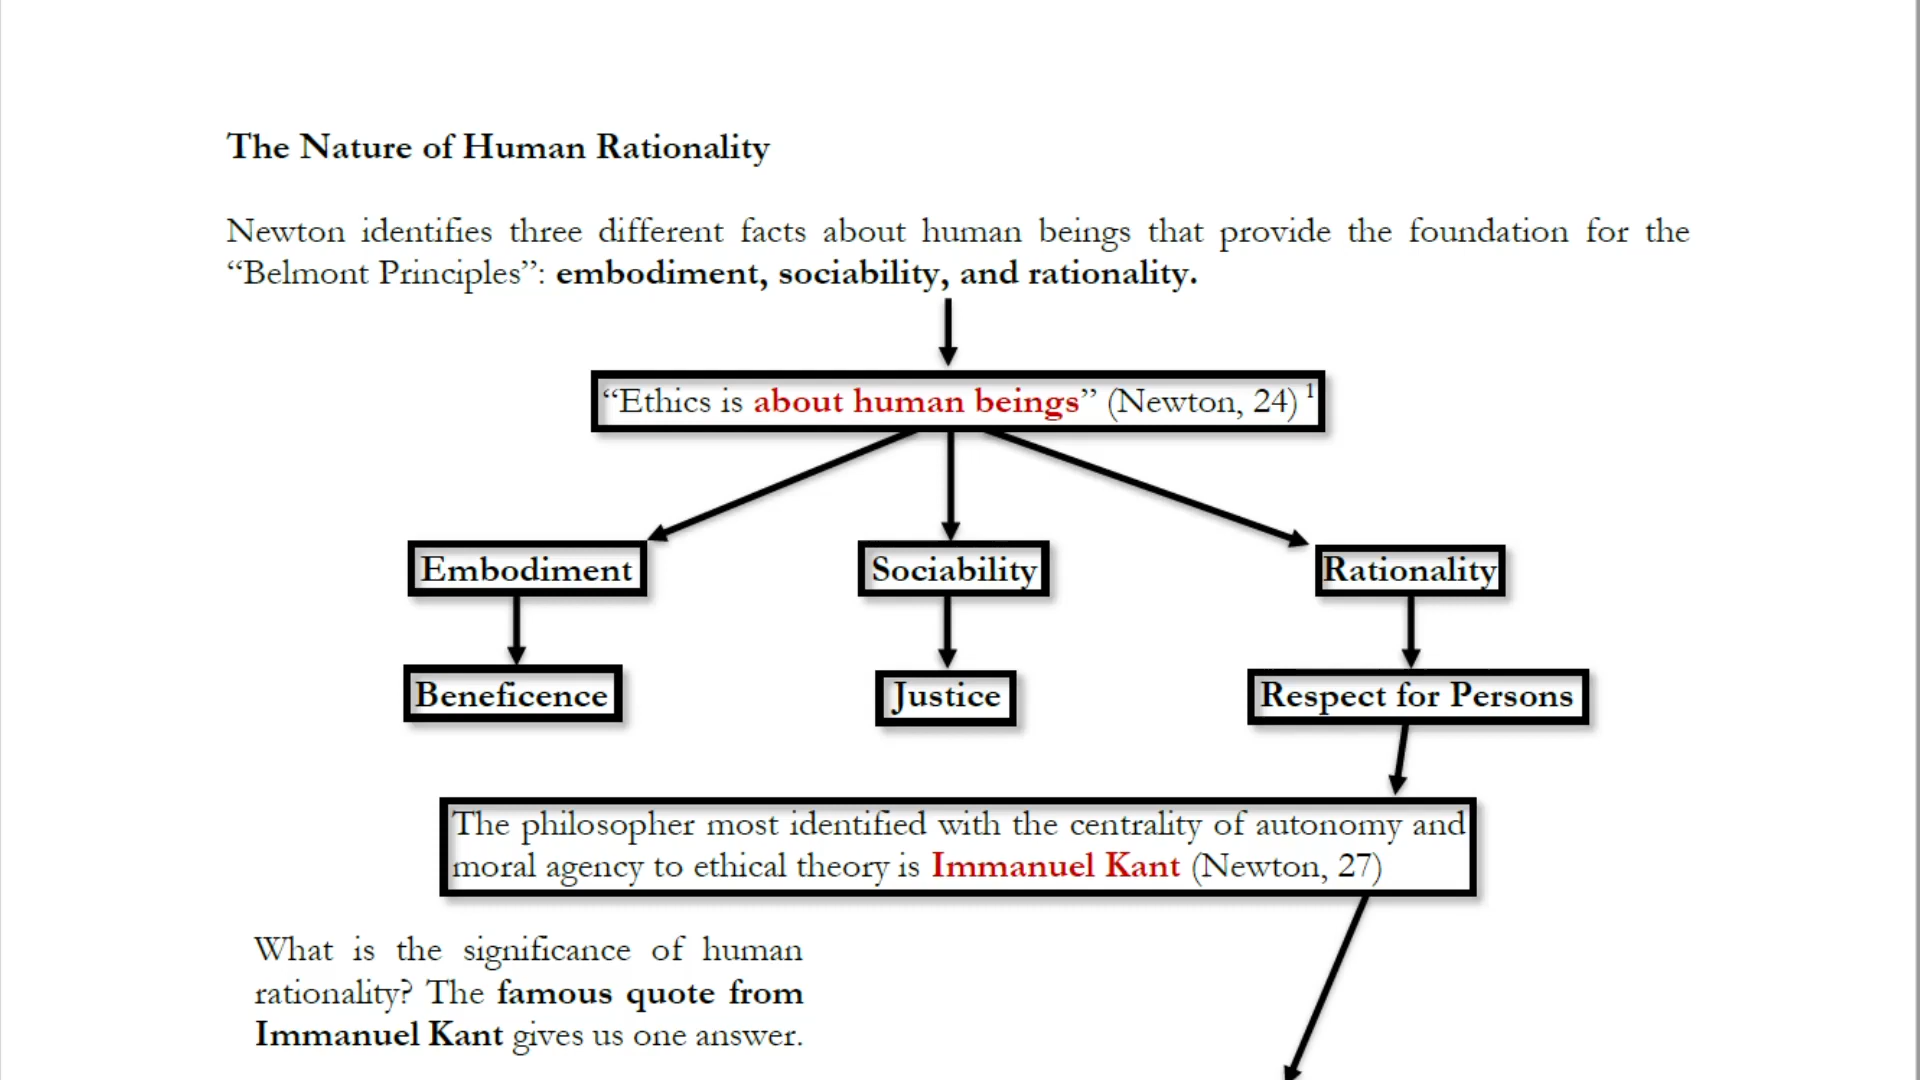 The Nature of Human Rationality
Newton identifies three different facts about human beings that provide the foundation for the
“Belmont Principles”: embodiment, sociability, and rationality.
“Ethics is about human beings” (Newton, 24) 1
Embodiment
Sociability
Rationality
Beneficence
Justice
Respect for Persons
The philosopher most identified with the centrality of autonomy and
moral agency to ethical theory is Immanuel Kant (Newton, 27)
What is the significance of human
rationality? The famous quote from
Immanuel Kant gives us one answer.